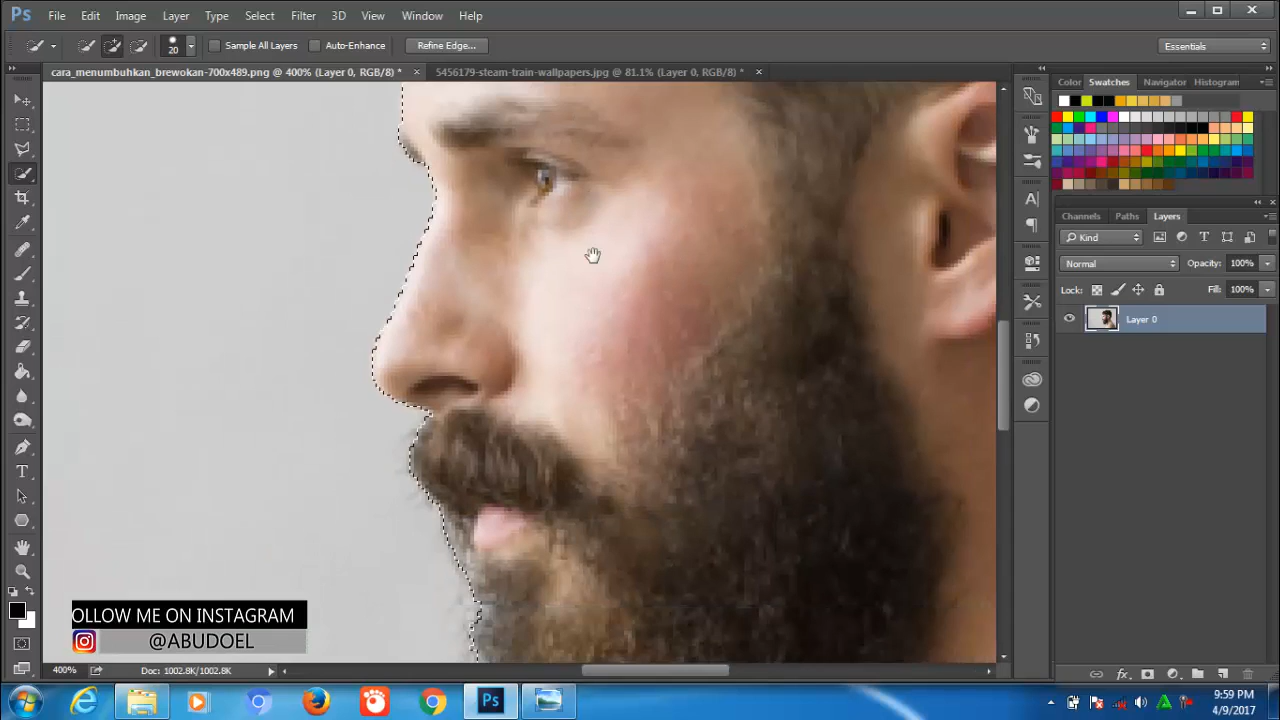 Ps File Edit Image Layer Type Select Filter 3D View Window Help
20 Sample All Layers Auto-Enhance Refine Edge... Essentials
cara_menumbuhkan_brewokan-700x489.png @ 400% (Layer 0, RGB/8) * × 5456179-steam-train-wallpapers.jpg @ 81.1% (Layer 0, RGB/8) * ×
Color Swatches Navigator Histogram
Channels Paths Layers
Kind
Normal Opacity: 100%
Lock: Fill: 100%
Layer 0
OLLOW ME ON INSTAGRAM
@ABUDOEL
400% Doc: 1002.8K/1002.8K
Ps
9:59 PM
4/9/2017